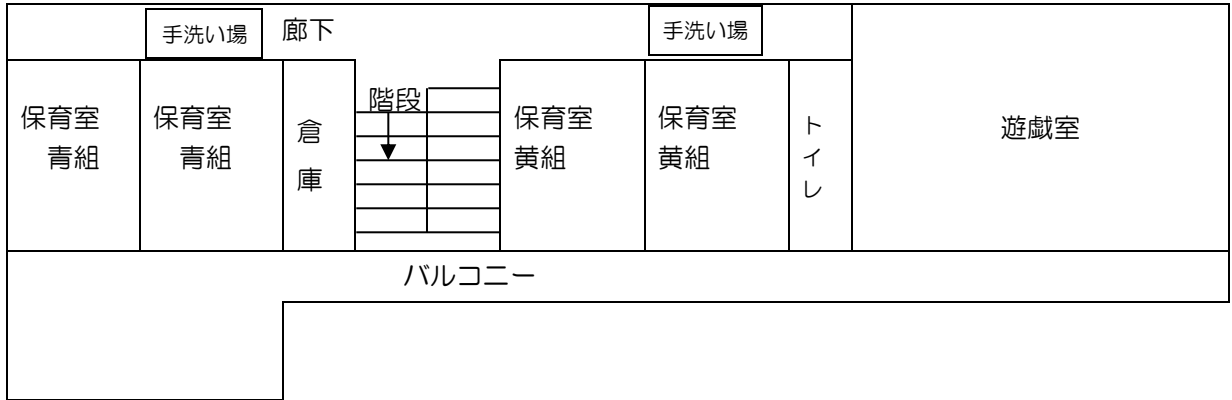 手洗い場
廊下
手洗い場
保育室
青組
保育室
青組
倉庫
階段
保育室
黄組
保育室
黄組
トイレ
遊戯室
バルコニー